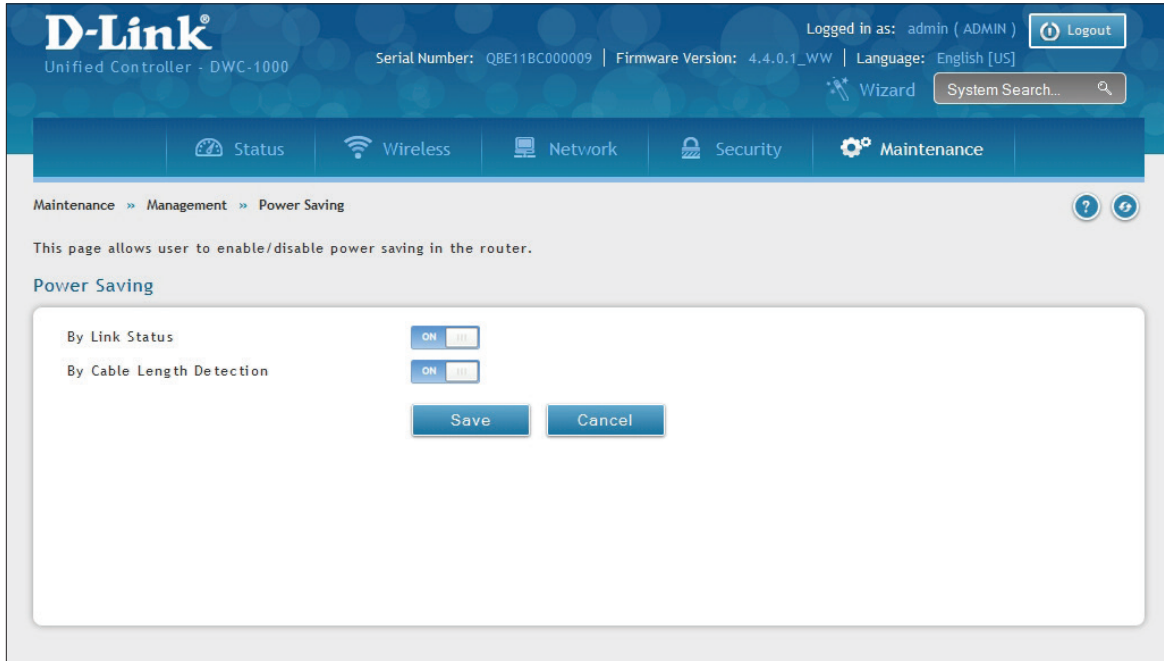 D-Link®
Logged in as: admin ( ADMIN ) Logout
Unified Controller - DWC-1000
Serial Number: QBE11BC000009 | Firmware Version: 4.4.0.1_WW | Language: English [US]
Wizard System Search...
Status Wireless Network Security Maintenance
Maintenance » Management » Power Saving
This page allows user to enable/disable power saving in the router.
Power Saving
By Link Status ON
By Cable Length Detection ON
Save Cancel